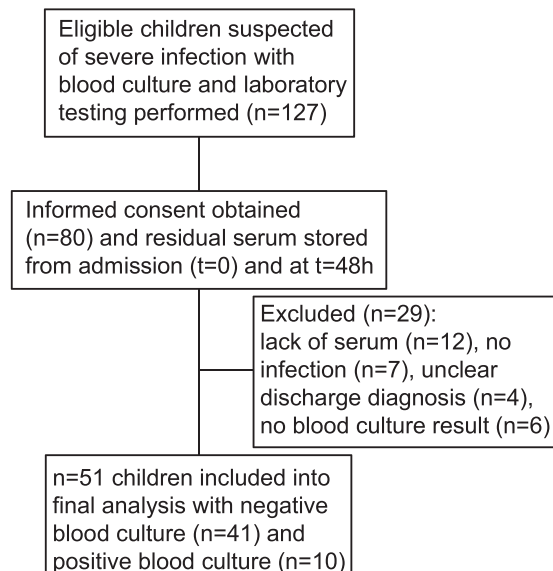 Eligible children suspected
of severe infection with
blood culture and laboratory
testing performed (n=127)
Informed consent obtained
(n=80) and residual serum stored
from admission (t=0) and at t=48h
Excluded (n=29):
lack of serum (n=12), no
infection (n=7), unclear
discharge diagnosis (n=4),
no blood culture result (n=6)
n=51 children included into
final analysis with negative
blood culture (n=41) and
positive blood culture (n=10)